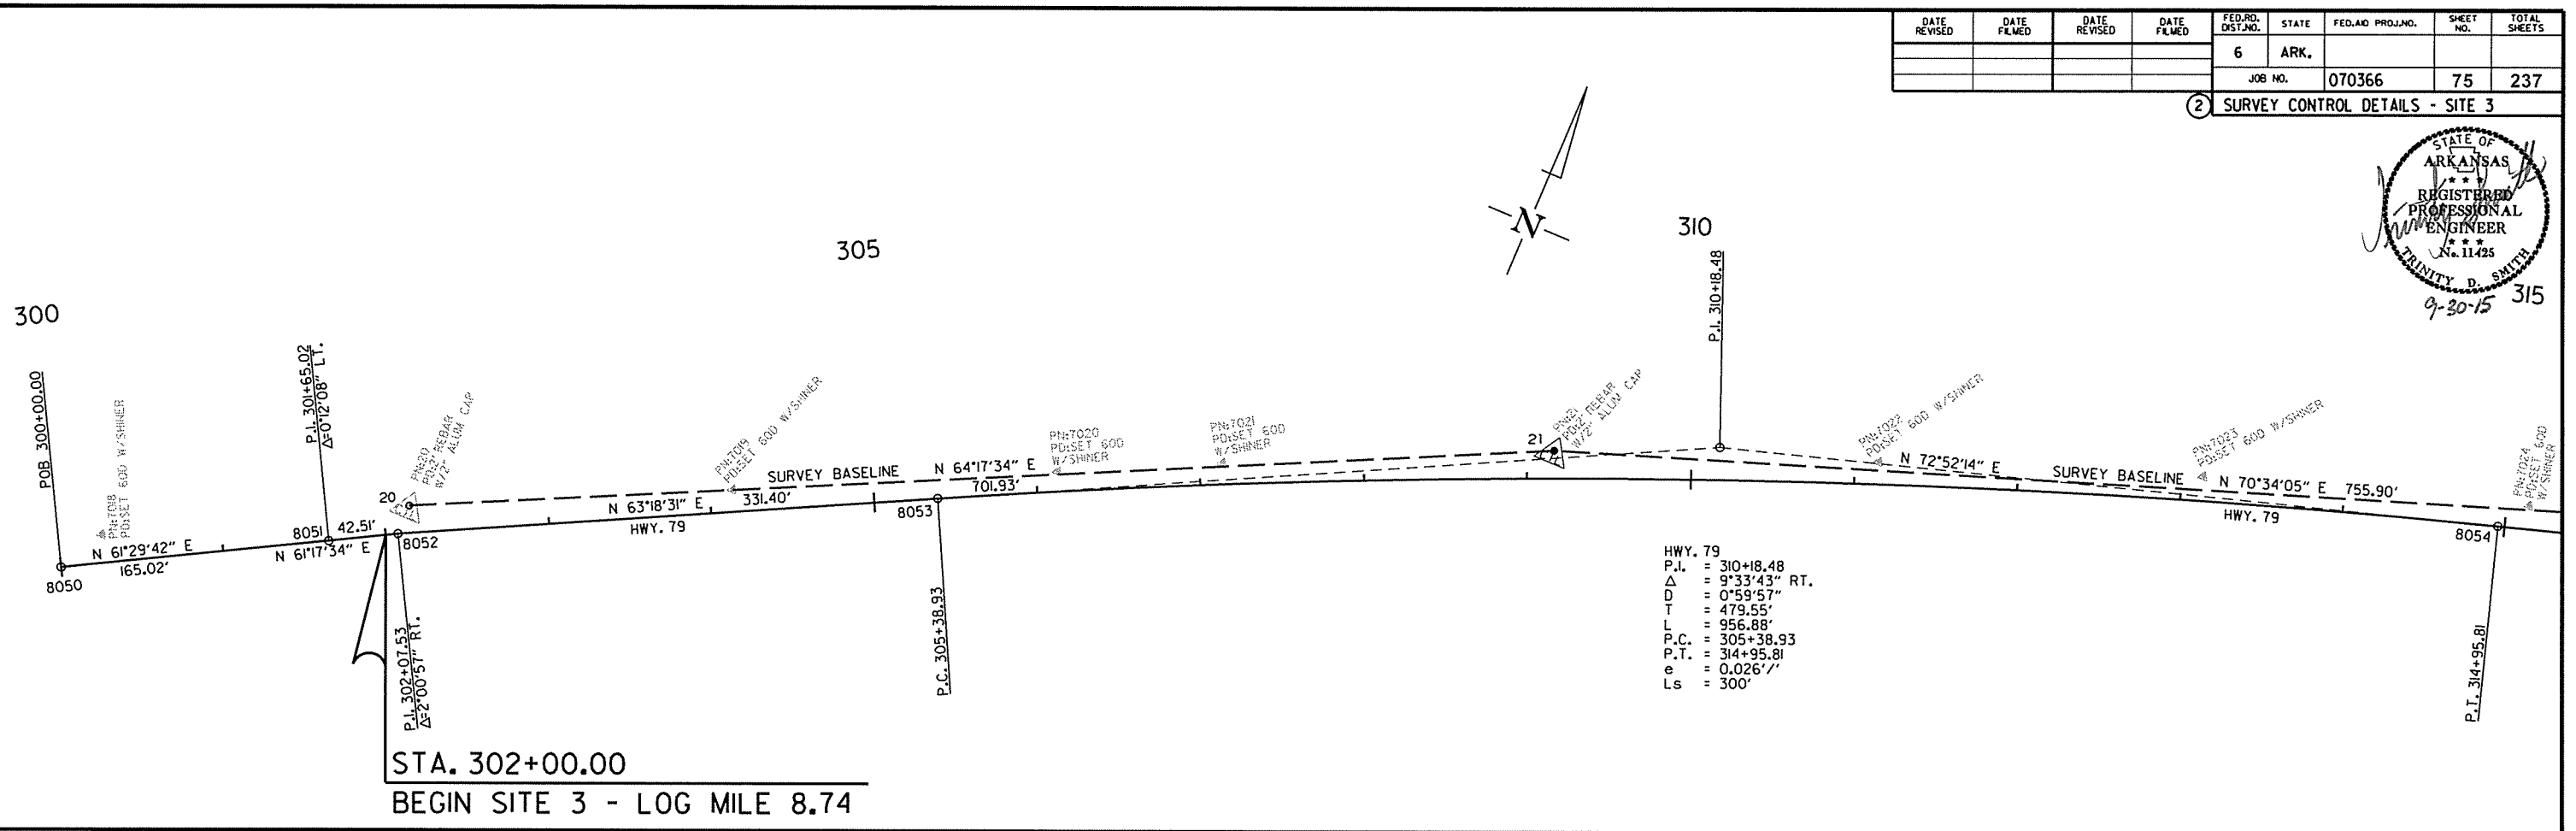 DATE REVISED
DATE FILMED
DATE REVISED
DATE FILMED
FED.RD. DIST.NO.
STATE
FED.AID PROJ.NO.
SHEET NO.
TOTAL SHEETS
6
ARK.
JOB NO.
070366
75
237
2
SURVEY CONTROL DETAILS - SITE 3
STATE OF
ARKANSAS
REGISTERED
PROFESSIONAL
ENGINEER
No. 11425
TRINITY D. SMITH
9-30-15
300
305
310
315
N
POB 300+00.00
PN:7018
PD:SET 60D W/SHINER
P.I. 301+65.02
Δ=0°12'08" LT.
PN:20
PD:2' REBAR
W/2" ALUM CAP
20
PN:7019
PD:SET 60D W/SHINER
SURVEY BASELINE
N 64°17'34" E
701.93'
PN:7020
PD:SET 60D
W/SHINER
PN:7021
PD:SET 60D
W/SHINER
21
PN:21
PD:2' REBAR
W/2" ALUM CAP
P.I. 310+18.48
PN:7022
PD:SET 60D W/SHINER
N 72°52'14" E
SURVEY BASELINE
PN:7023
PD:SET 60D W/SHINER
N 70°34'05" E 755.90'
PN:7024
PD:SET 60D
W/SHINER
8050
N 61°29'42" E
165.02'
8051
42.51'
N 61°17'34" E
8052
N 63°18'31" E
331.40'
HWY. 79
8053
HWY. 79
8054
P.I. 302+07.53
Δ=2°00'57" RT.
P.C. 305+38.93
P.T. 314+95.81
HWY. 79
P.I. = 310+18.48
Δ = 9°33'43" RT.
D = 0°59'57"
T = 479.55'
L = 956.88'
P.C. = 305+38.93
P.T. = 314+95.81
e = 0.026'/'
Ls = 300'
STA. 302+00.00
BEGIN SITE 3 - LOG MILE 8.74